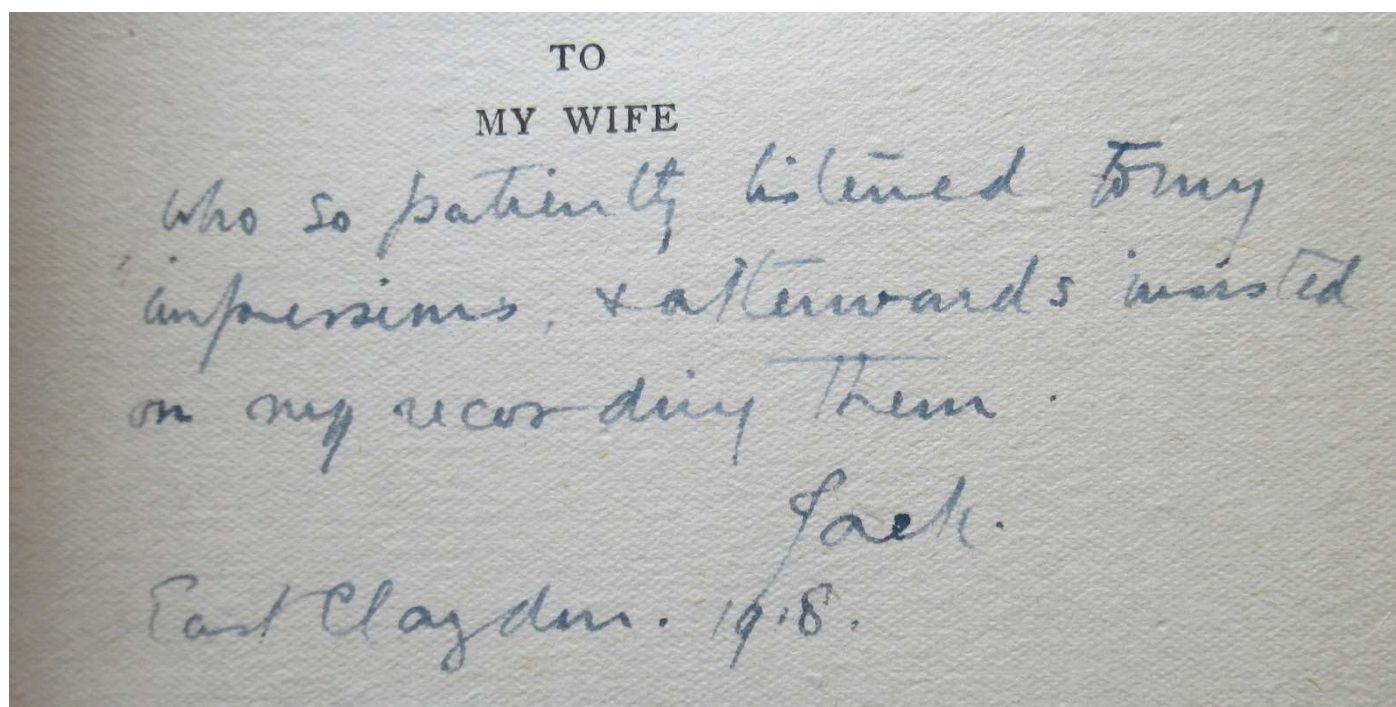 TO
MY WIFE
who so patiently listened to my
impressions, & afterwards insisted
on my recording them.
Jack.
East Claydon. 1918.